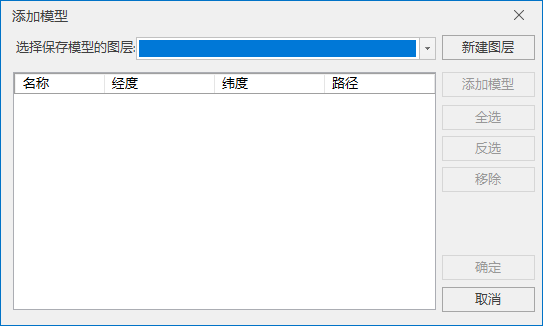 添加模型
选择保存模型的图层:
新建图层
名称 经度 纬度 路径
添加模型
全选
反选
移除
确定
取消